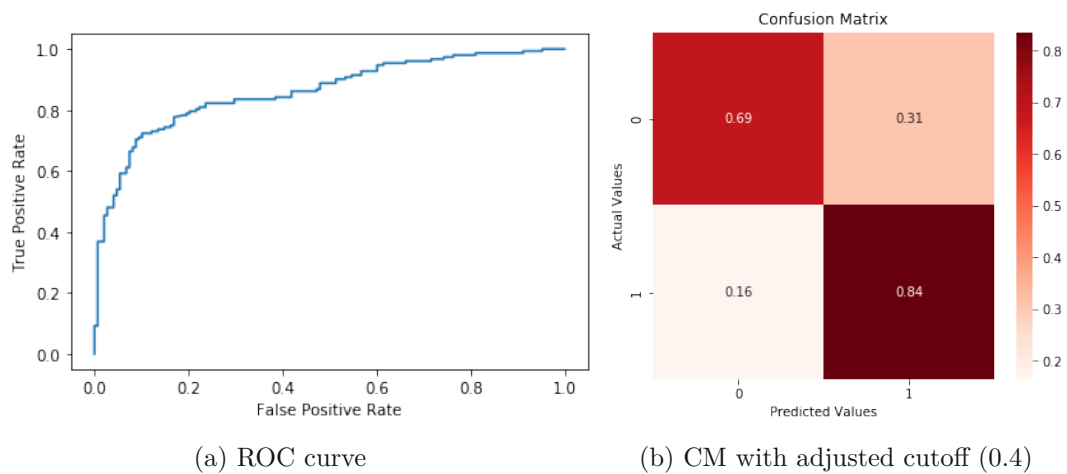 1.0
0.8
0.6
0.4
0.2
0.0
True Positive Rate
0.0 0.2 0.4 0.6 0.8 1.0
False Positive Rate
(a) ROC curve
Confusion Matrix
0.69 0.31
0.16 0.84
0
1
Actual Values
0 1
Predicted Values
0.8
0.7
0.6
0.5
0.4
0.3
0.2
(b) CM with adjusted cutoff (0.4)